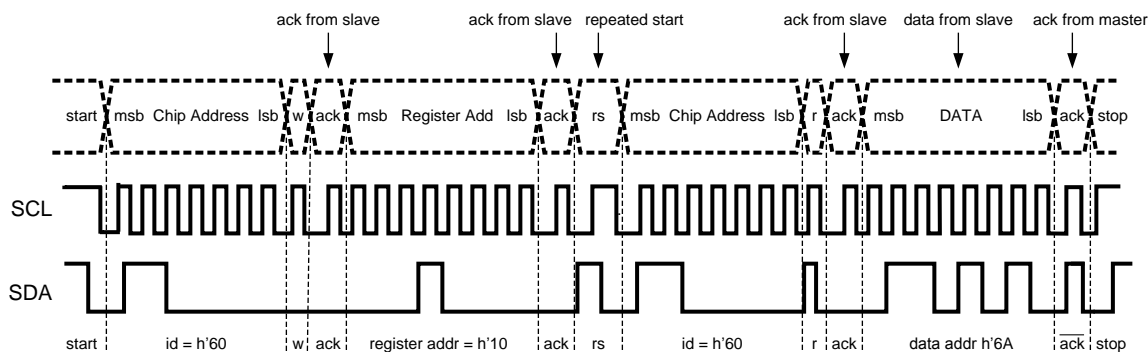 ack from slave ack from slave repeated start ack from slave data from slave ack from master
start msb Chip Address lsb w ack msb Register Add lsb ack rs msb Chip Address lsb r ack msb DATA lsb ack stop
SCL
SDA
start id = h'60 w ack register addr = h'10 ack rs id = h'60 r ack data addr h'6A ack stop